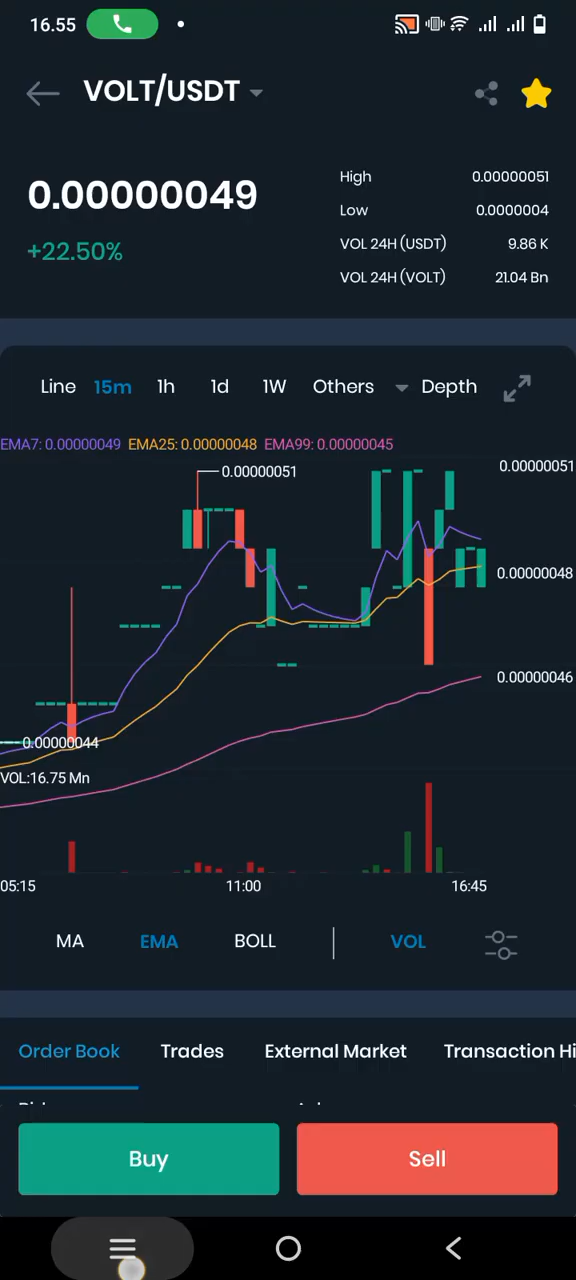 16.55
VOLT/USDT
0.00000049
+22.50%
High 0.00000051
Low 0.0000004
VOL 24H (USDT) 9.86 K
VOL 24H (VOLT) 21.04 Bn
Line 15m 1h 1d 1W Others Depth
EMA7: 0.00000049 EMA25: 0.00000048 EMA99: 0.00000045
0.00000051
0.00000051
0.00000048
0.00000046
0.00000044
VOL:16.75 Mn
05:15 11:00 16:45
MA EMA BOLL VOL
Order Book Trades External Market Transaction Hi
Buy Sell